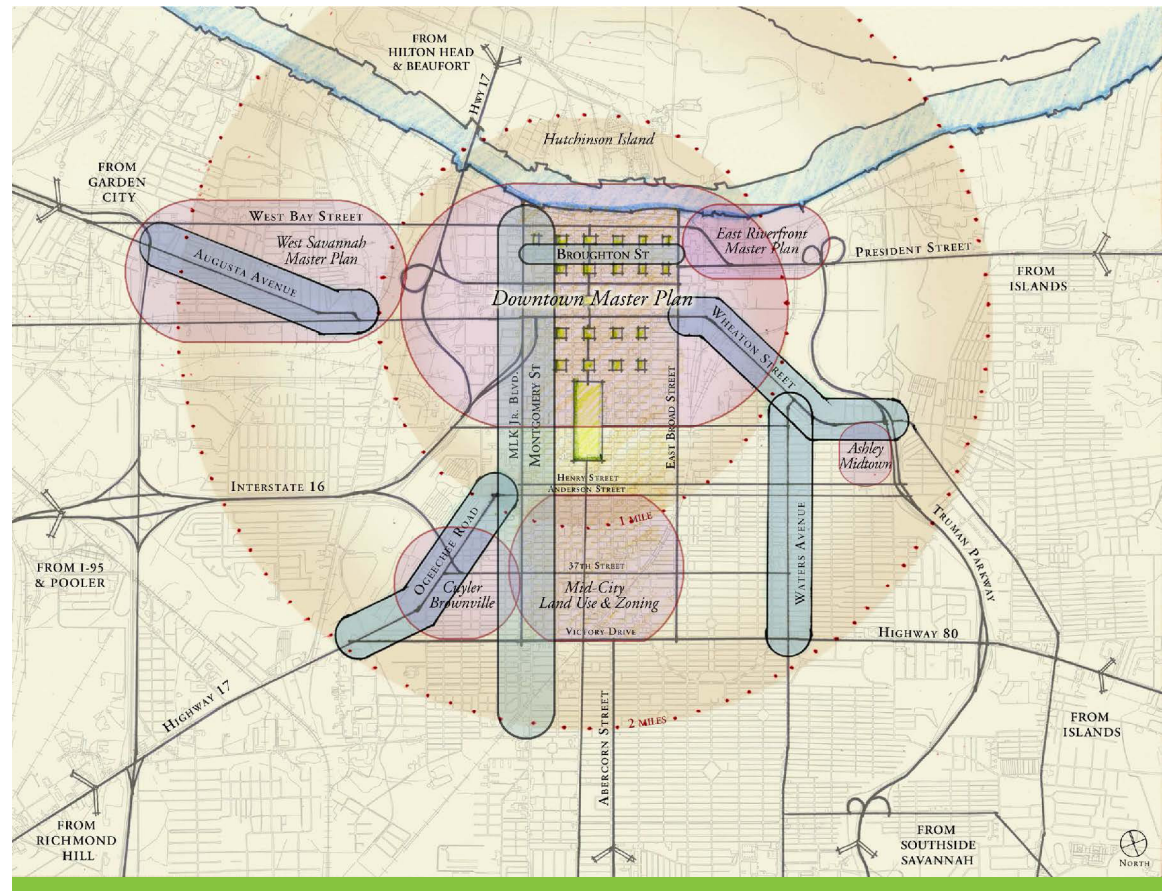 FROM
HILTON HEAD
& BEAUFORT
HWY 17
Hutchinson Island
FROM
GARDEN
CITY
WEST BAY STREET
West Savannah
Master Plan
AUGUSTA AVENUE
BROUGHTON ST
East Riverfront
Master Plan
PRESIDENT STREET
FROM
ISLANDS
Downtown Master Plan
WHEATON STREET
MLK JR. BLVD.
MONTGOMERY ST
EAST BROAD STREET
Ashley
Midtown
HENRY STREET
ANDERSON STREET
INTERSTATE 16
1 MILE
OGEECHEE ROAD
WATERS AVENUE
TRUMAN PARKWAY
FROM I-95
& POOLER
37TH STREET
Cuyler
Brownville
Mid-City
Land Use & Zoning
VICTORY DRIVE
HIGHWAY 80
HIGHWAY 17
2 MILES
ABERCORN STREET
FROM
ISLANDS
FROM
RICHMOND
HILL
FROM
SOUTHSIDE
SAVANNAH
NORTH